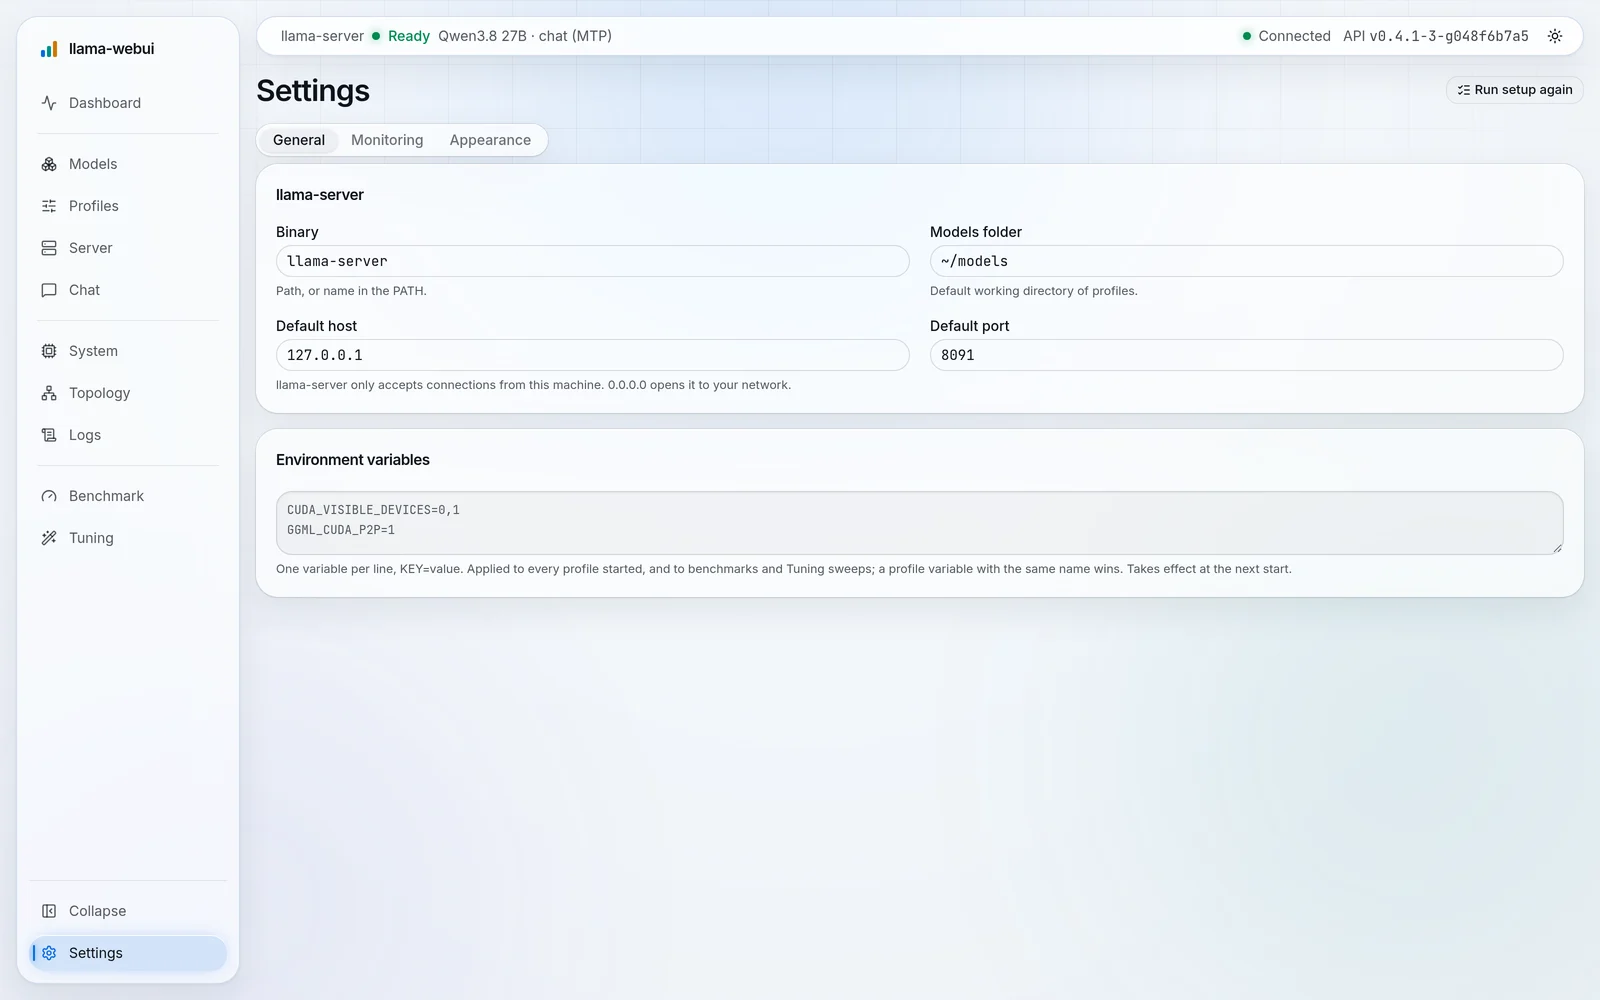 llama-webui
Dashboard
Models
Profiles
Server
Chat
System
Topology
Logs
Benchmark
Tuning
Collapse
Settings
llama-server Ready Qwen3.8 27B · chat (MTP)
Connected API v0.4.1-3-g048f6b7a5
Settings
Run setup again
General Monitoring Appearance
llama-server
Binary
llama-server
Path, or name in the PATH.
Models folder
~/models
Default working directory of profiles.
Default host
127.0.0.1
llama-server only accepts connections from this machine. 0.0.0.0 opens it to your network.
Default port
8091
Environment variables
CUDA_VISIBLE_DEVICES=0,1
GGML_CUDA_P2P=1
One variable per line, KEY=value. Applied to every profile started, and to benchmarks and Tuning sweeps; a profile variable with the same name wins. Takes effect at the next start.